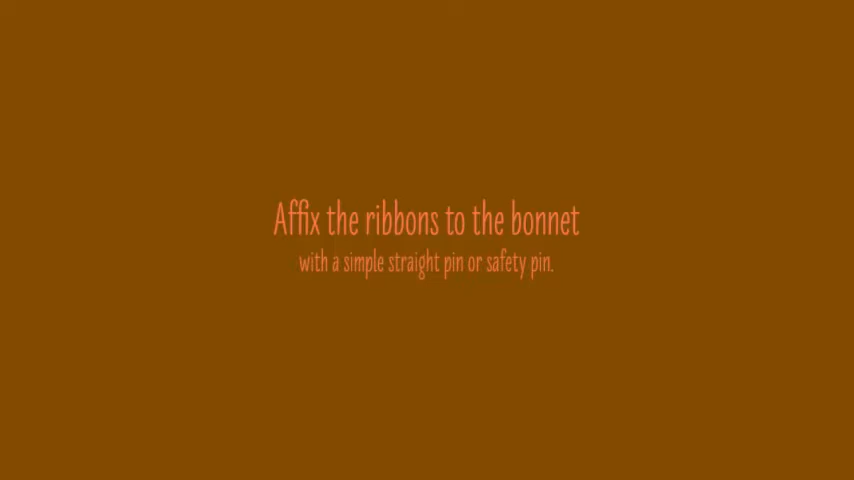 Affix the ribbons to the bonnet
with a simple straight pin or safety pin.